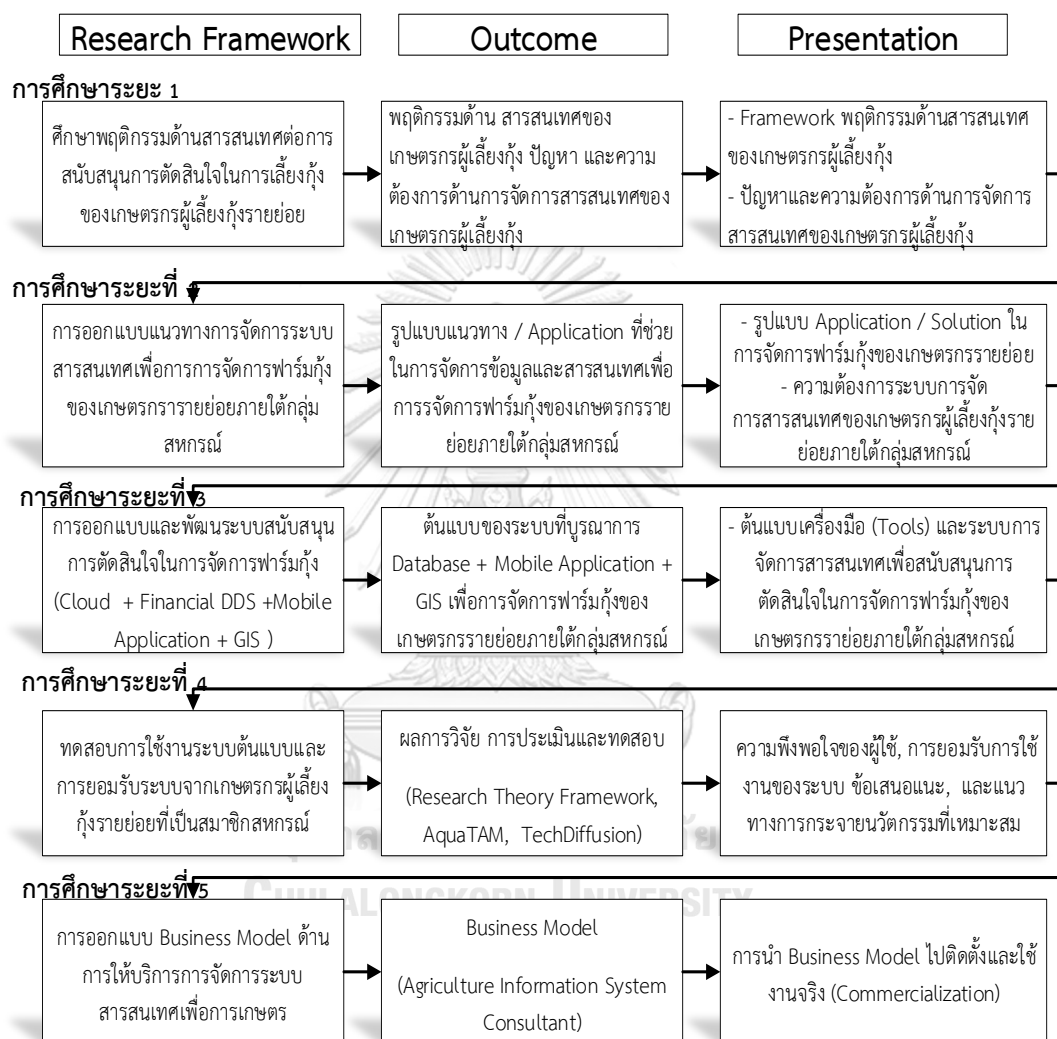 Research Framework
Outcome
Presentation
การศึกษาระยะ 1
ศึกษาพฤติกรรมด้านสารสนเทศต่อการ
สนับสนุนการตัดสินใจในการเลี้ยงกุ้ง
ของเกษตรกรผู้เลี้ยงกุ้งรายย่อย
พฤติกรรมด้าน สารสนเทศของ
เกษตรกรผู้เลี้ยงกุ้ง ปัญหา และความ
ต้องการด้านการจัดการสารสนเทศของ
เกษตรกรผู้เลี้ยงกุ้ง
- Framework พฤติกรรมด้านสารสนเทศ
ของเกษตรกรผู้เลี้ยงกุ้ง
- ปัญหาและความต้องการด้านการจัดการ
สารสนเทศของเกษตรกรผู้เลี้ยงกุ้ง
การศึกษาระยะที่
การออกแบบแนวทางการจัดการระบบ
สารสนเทศเพื่อการการจัดการฟาร์มกุ้ง
ของเกษตรการายย่อยภายใต้กลุ่ม
สหกรณ์
รูปแบบแนวทาง / Application ที่ช่วย
ในการจัดการข้อมูลและสารสนเทศเพื่อ
การรจัดการฟาร์มกุ้งของเกษตรกรราย
ย่อยภายใต้กลุ่มสหกรณ์
- รูปแบบ Application / Solution ใน
การจัดการฟาร์มกุ้งของเกษตรกรรายย่อย
- ความต้องการระบบการจัด
การสารสนเทศของเกษตรกรผู้เลี้ยงกุ้งราย
ย่อยภายใต้กลุ่มสหกรณ์
การศึกษาระยะที่ 3
การออกแบบและพัฒนระบบสนับสนุน
การตัดสินใจในการจัดการฟาร์มกุ้ง
(Cloud + Financial DDS +Mobile
Application + GIS )
ต้นแบบของระบบที่บูรณาการ
Database + Mobile Application +
GIS เพื่อการจัดการฟาร์มกุ้งของ
เกษตรกรรายย่อยภายใต้กลุ่มสหกรณ์
- ต้นแบบเครื่องมือ (Tools) และระบบการ
จัดการสารสนเทศเพื่อสนับสนุนการ
ตัดสินใจในการจัดการฟาร์มกุ้งของ
เกษตรกรรายย่อยภายใต้กลุ่มสหกรณ์
การศึกษาระยะที่ 4
ทดสอบการใช้งานระบบต้นแบบและ
การยอมรับระบบจากเกษตรกรผู้เลี้ยง
กุ้งรายย่อยที่เป็นสมาชิกสหกรณ์
ผลการวิจัย การประเมินและทดสอบ
(Research Theory Framework,
AquaTAM, TechDiffusion)
ความพึงพอใจของผู้ใช้, การยอมรับการใช้
งานของระบบ ข้อเสนอแนะ, และแนว
ทางการกระจายนวัตกรรมที่เหมาะสม
การศึกษาระยะที่ 5
CHULALONGKORN UNIVERSITY
การออกแบบ Business Model ด้าน
การให้บริการการจัดการระบบ
สารสนเทศเพื่อการเกษตร
Business Model
(Agriculture Information System
Consultant)
การนำ Business Model ไปติดตั้งและใช้
งานจริง (Commercialization)